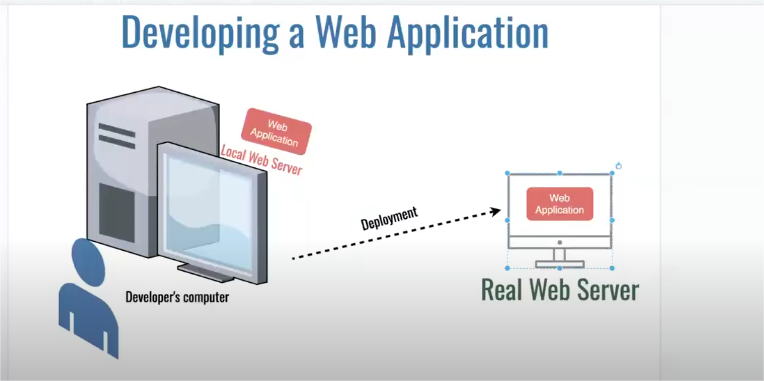 Developing a Web Application
Web
Application
Local Web Server
Deployment
Web
Application
Developer's computer
Real Web Server